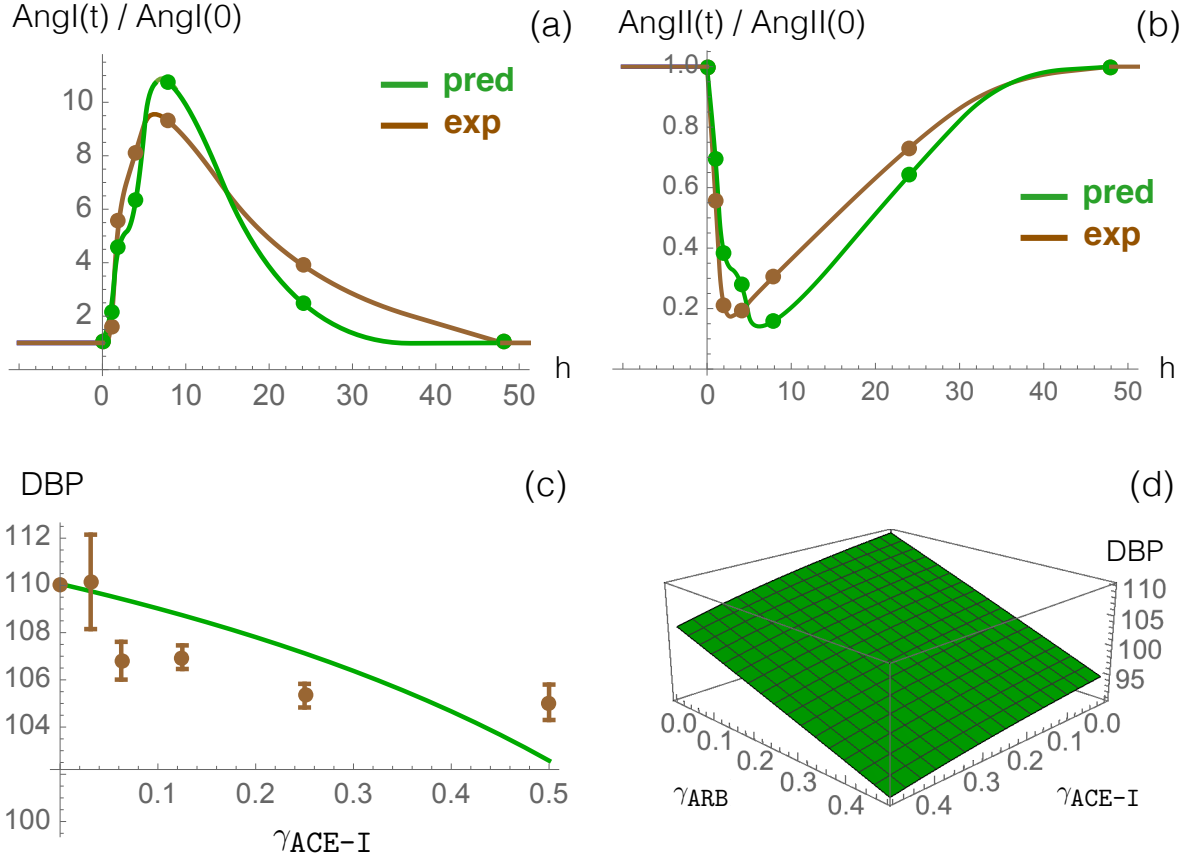 AngI(t) / AngI(0)
(a)
pred
exp
10
8
6
4
2
0
10
20
30
40
50
h
AngII(t) / AngII(0)
(b)
1.0
0.8
0.6
0.4
0.2
pred
exp
0
10
20
30
40
50
h
DBP
(c)
112
110
108
106
104
100
0.1
0.2
0.3
0.4
0.5
γACE-I
(d)
DBP
110
105
100
95
0.0
0.1
0.2
0.3
0.4
γARB
0.0
0.1
0.2
0.3
0.4
γACE-I